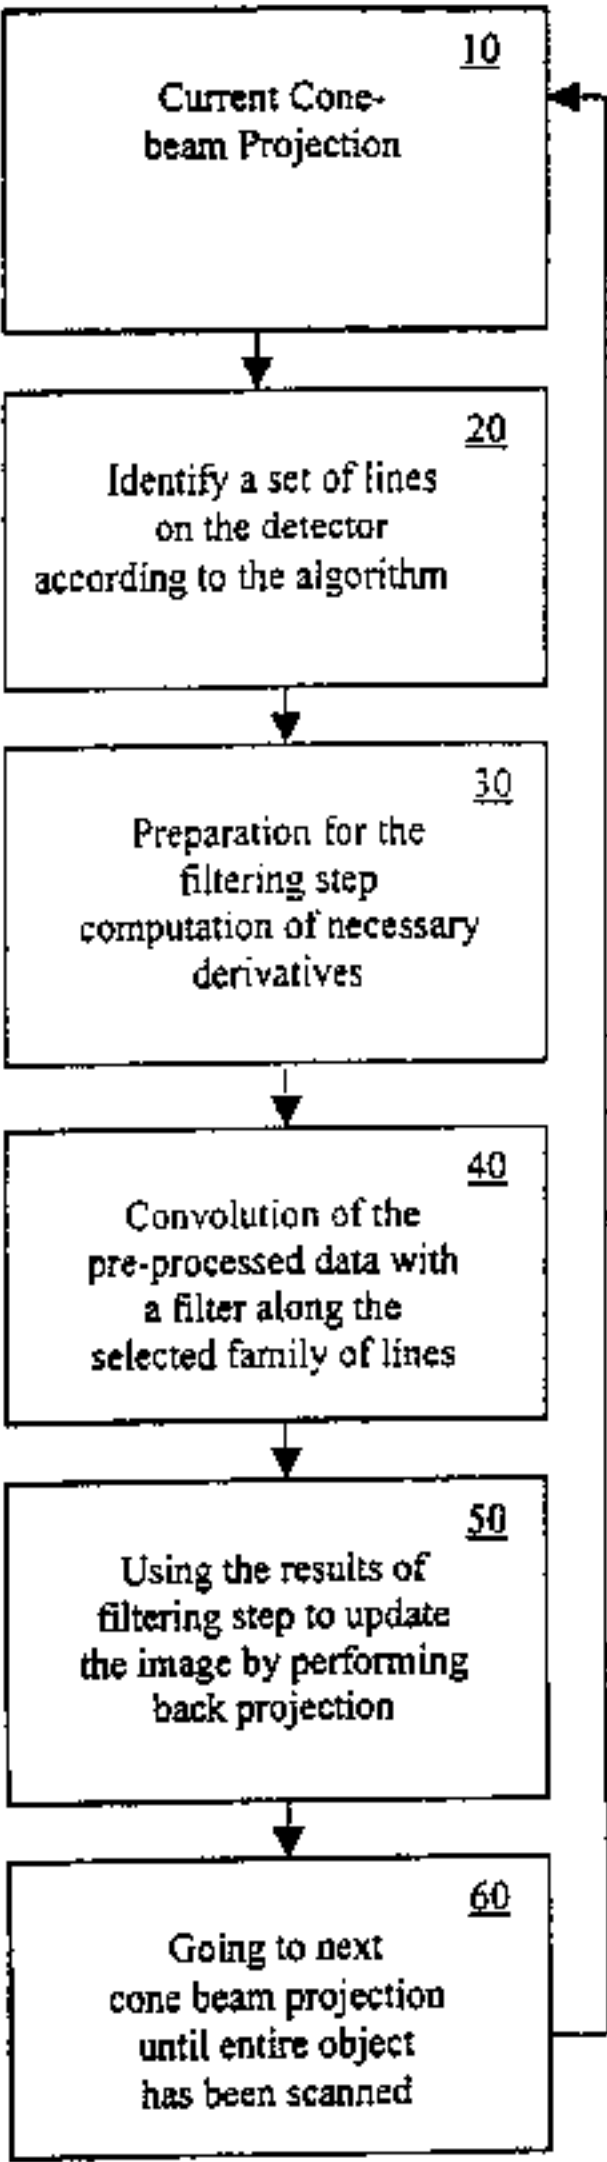 10
Current Cone-
beam Projection
20
Identify a set of lines
on the detector
according to the algorithm
30
Preparation for the
filtering step
computation of necessary
derivatives
40
Convolution of the
pre-processed data with
a filter along the
selected family of lines
50
Using the results of
filtering step to update
the image by performing
back projection
60
Going to next
cone beam projection
until entire object
has been scanned